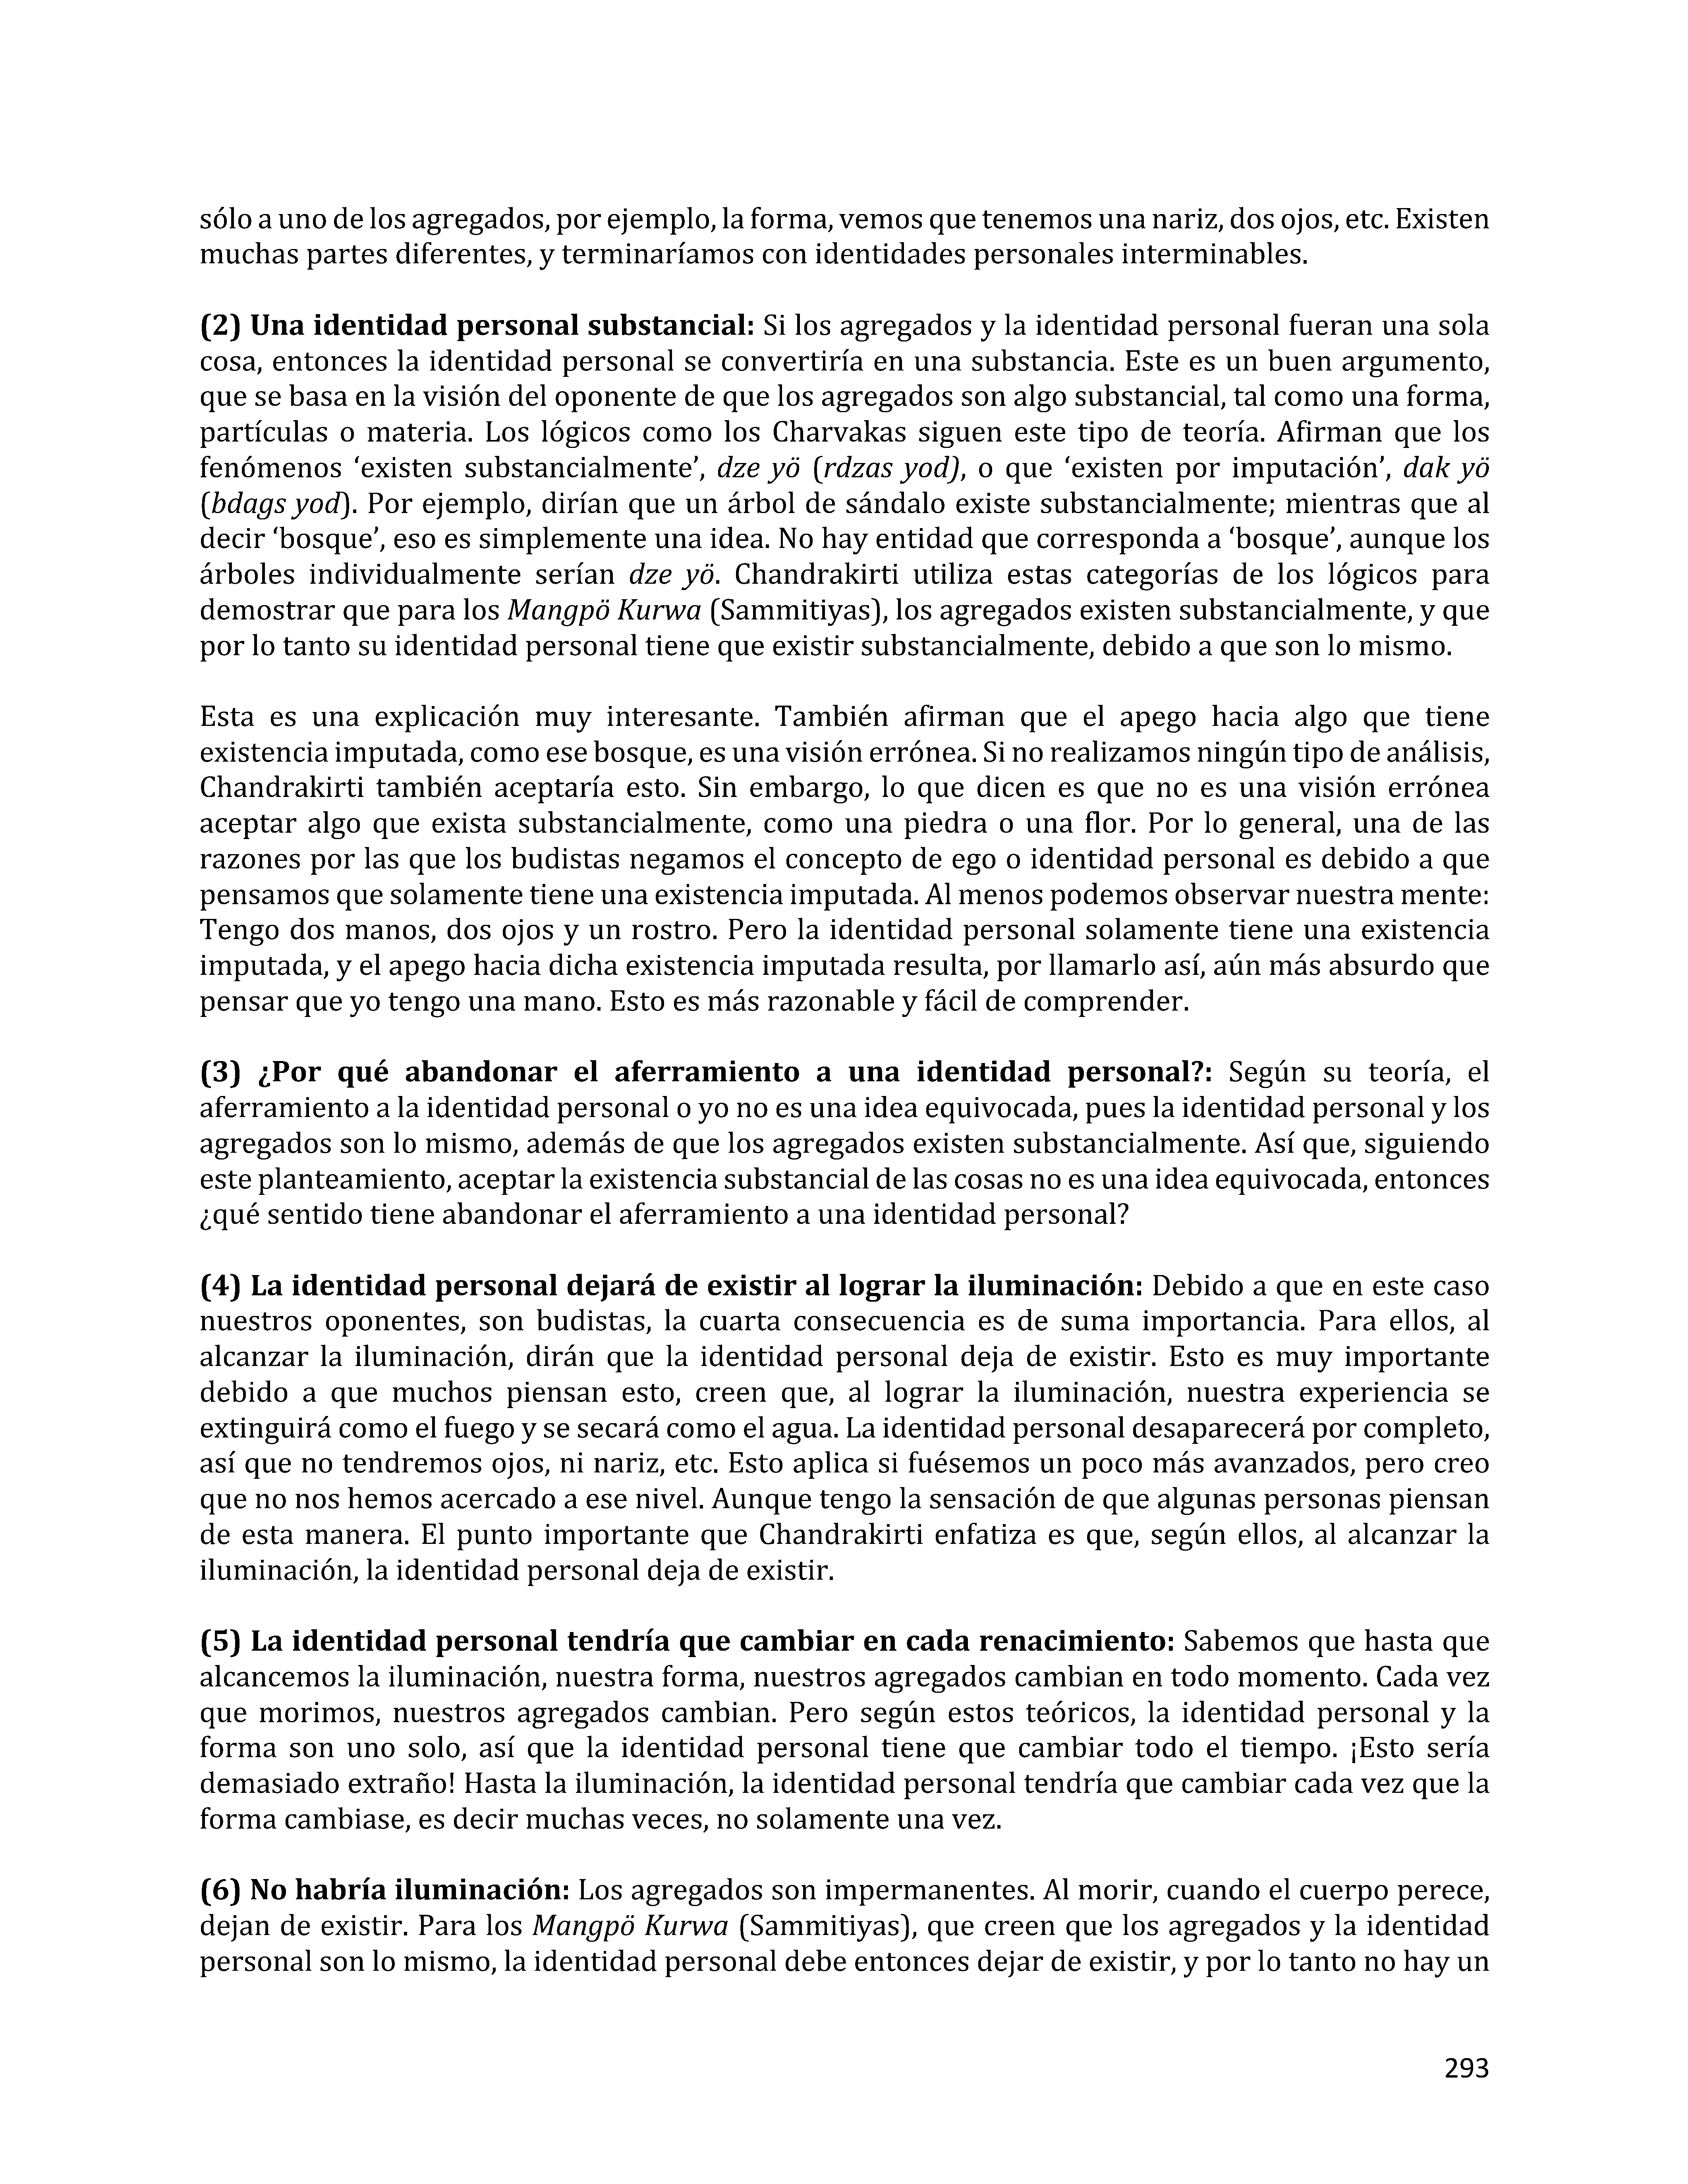 sólo a uno de los agregados, por ejemplo, la forma, vemos que tenemos una nariz, dos ojos, etc. Existen
muchas partes diferentes, y terminaríamos con identidades personales interminables.
(2) Una identidad personal substancial: Si los agregados y la identidad personal fueran una sola
cosa, entonces la identidad personal se convertiría en una substancia. Este es un buen argumento,
que se basa en la visión del oponente de que los agregados son algo substancial, tal como una forma,
partículas o materia. Los lógicos como los Charvakas siguen este tipo de teoría. Afirman que los
fenómenos ‘existen substancialmente’, dze yö (rdzas yod), o que ‘existen por imputación’, dak yö
(bdags yod). Por ejemplo, dirían que un árbol de sándalo existe substancialmente; mientras que al
decir ‘bosque’, eso es simplemente una idea. No hay entidad que corresponda a ‘bosque’, aunque los
árboles individualmente serían dze yö. Chandrakirti utiliza estas categorías de los lógicos para
demostrar que para los Mangpö Kurwa (Sammitiyas), los agregados existen substancialmente, y que
por lo tanto su identidad personal tiene que existir substancialmente, debido a que son lo mismo.
Esta es una explicación muy interesante. También afirman que el apego hacia algo que tiene
existencia imputada, como ese bosque, es una visión errónea. Si no realizamos ningún tipo de análisis,
Chandrakirti también aceptaría esto. Sin embargo, lo que dicen es que no es una visión errónea
aceptar algo que exista substancialmente, como una piedra o una flor. Por lo general, una de las
razones por las que los budistas negamos el concepto de ego o identidad personal es debido a que
pensamos que solamente tiene una existencia imputada. Al menos podemos observar nuestra mente:
Tengo dos manos, dos ojos y un rostro. Pero la identidad personal solamente tiene una existencia
imputada, y el apego hacia dicha existencia imputada resulta, por llamarlo así, aún más absurdo que
pensar que yo tengo una mano. Esto es más razonable y fácil de comprender.
(3) ¿Por qué abandonar el aferramiento a una identidad personal?: Según su teoría, el
aferramiento a la identidad personal o yo no es una idea equivocada, pues la identidad personal y los
agregados son lo mismo, además de que los agregados existen substancialmente. Así que, siguiendo
este planteamiento, aceptar la existencia substancial de las cosas no es una idea equivocada, entonces
¿qué sentido tiene abandonar el aferramiento a una identidad personal?
(4) La identidad personal dejará de existir al lograr la iluminación: Debido a que en este caso
nuestros oponentes, son budistas, la cuarta consecuencia es de suma importancia. Para ellos, al
alcanzar la iluminación, dirán que la identidad personal deja de existir. Esto es muy importante
debido a que muchos piensan esto, creen que, al lograr la iluminación, nuestra experiencia se
extinguirá como el fuego y se secará como el agua. La identidad personal desaparecerá por completo,
así que no tendremos ojos, ni nariz, etc. Esto aplica si fuésemos un poco más avanzados, pero creo
que no nos hemos acercado a ese nivel. Aunque tengo la sensación de que algunas personas piensan
de esta manera. El punto importante que Chandrakirti enfatiza es que, según ellos, al alcanzar la
iluminación, la identidad personal deja de existir.
(5) La identidad personal tendría que cambiar en cada renacimiento: Sabemos que hasta que
alcancemos la iluminación, nuestra forma, nuestros agregados cambian en todo momento. Cada vez
que morimos, nuestros agregados cambian. Pero según estos teóricos, la identidad personal y la
forma son uno solo, así que la identidad personal tiene que cambiar todo el tiempo. ¡Esto sería
demasiado extraño! Hasta la iluminación, la identidad personal tendría que cambiar cada vez que la
forma cambiase, es decir muchas veces, no solamente una vez.
(6) No habría iluminación: Los agregados son impermanentes. Al morir, cuando el cuerpo perece,
dejan de existir. Para los Mangpö Kurwa (Sammitiyas), que creen que los agregados y la identidad
personal son lo mismo, la identidad personal debe entonces dejar de existir, y por lo tanto no hay un
293